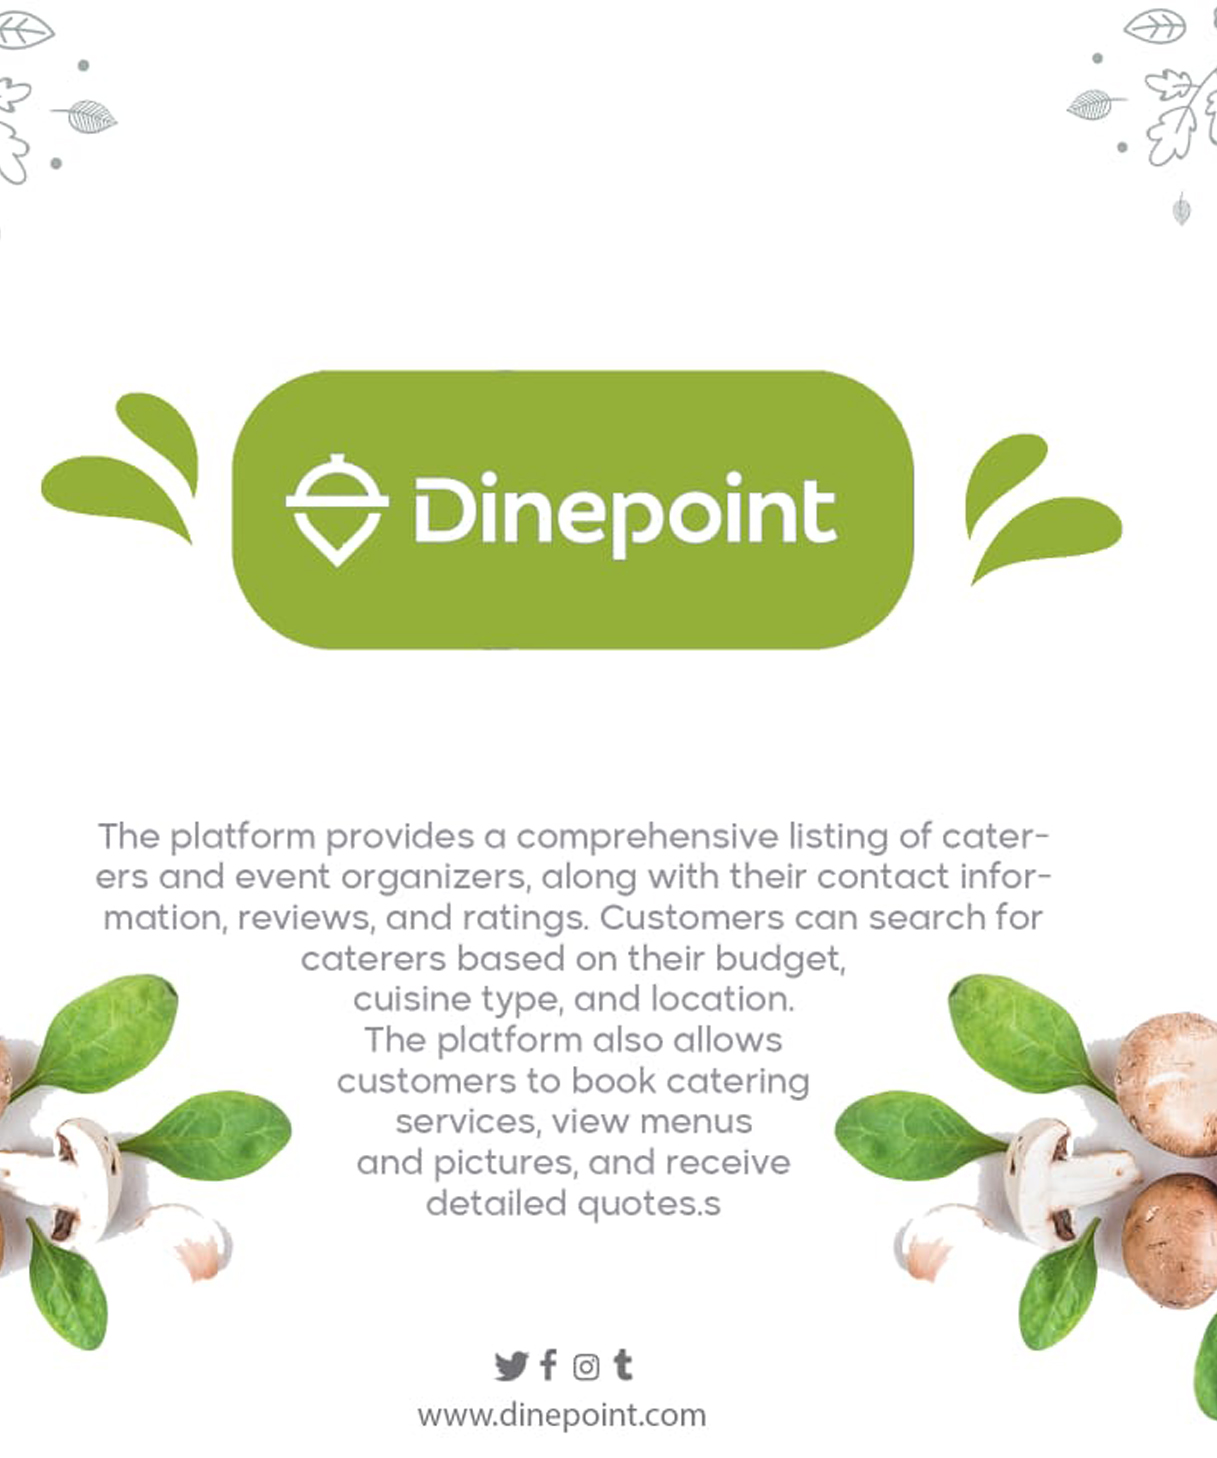 Dinepoint
The platform provides a comprehensive listing of cater-
ers and event organizers, along with their contact infor-
mation, reviews, and ratings. Customers can search for
caterers based on their budget,
cuisine type, and location.
The platform also allows
customers to book catering
services, view menus
and pictures, and receive
detailed quotes.s
www.dinepoint.com